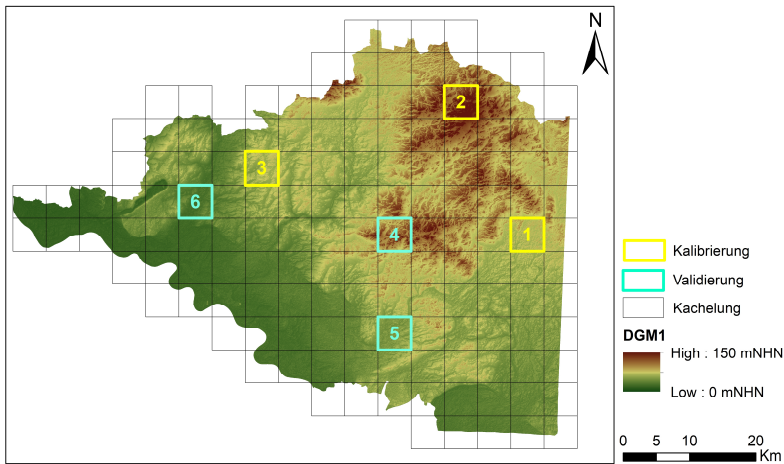 N
2
3
6
4
1
5
Kalibrierung
Validierung
Kachelung
DGM1
High : 150 mNHN
Low : 0 mNHN
0 5 10 20
Km